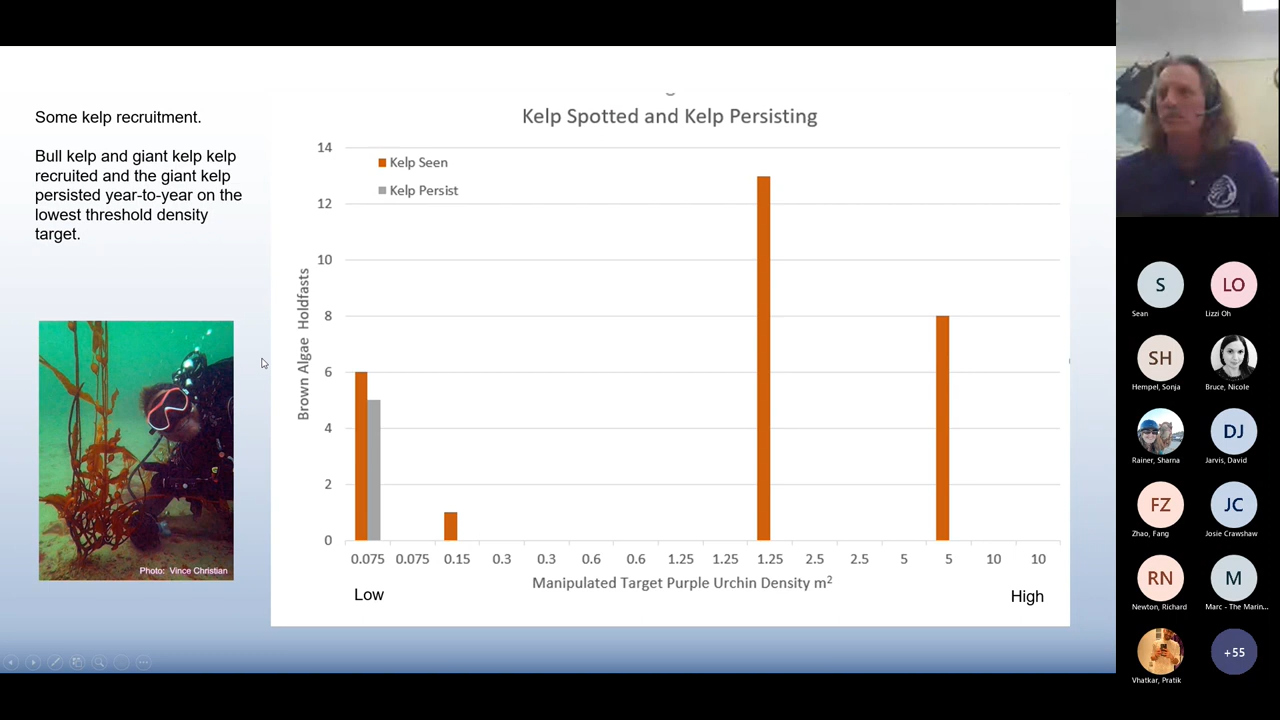 Some kelp recruitment.
Bull kelp and giant kelp kelp
recruited and the giant kelp
persisted year-to-year on the
lowest threshold density
target.
Photo: Vince Christian
Kelp Spotted and Kelp Persisting
Kelp Seen
Kelp Persist
14
12
10
8
6
4
2
0
Brown Algae Holdfasts
0.075 0.075 0.15 0.3 0.3 0.6 0.6 1.25 1.25 1.25 2.5 2.5 5 5 10 10
Manipulated Target Purple Urchin Density m²
Low
High
S
LO
Sean
Lizzi Oh
SH
Hempel, Sonja
Bruce, Nicole
DJ
Rainer, Sharna
Jarvis, David
FZ
JC
Zhao, Fang
Josie Crawshaw
RN
M
Newton, Richard
Marc - The Marin...
+55
Vhatkar, Pratik